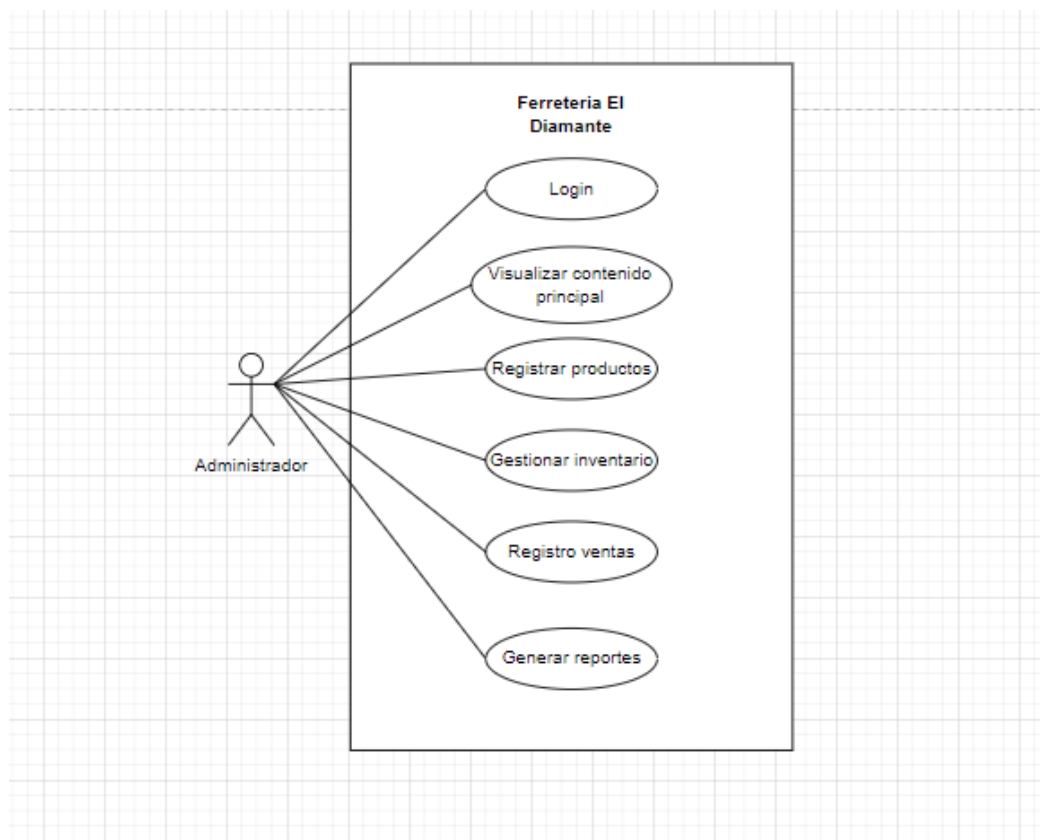 Ferreteria El
Diamante
Login
Visualizar contenido
principal
Registrar productos
Gestionar inventario
Administrador
Registro ventas
Generar reportes